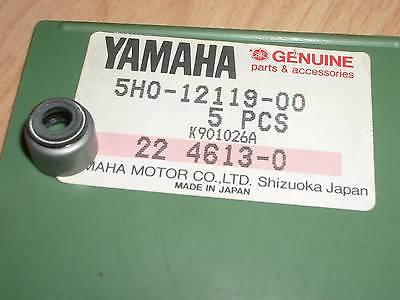 YAMAHA GENUINE
parts & accessories
5H0-12119-00
5 PCS
K901026A
22 4613-0
MAHA MOTOR CO.,LTD. Shizuoka Japan
MADE IN JAPAN